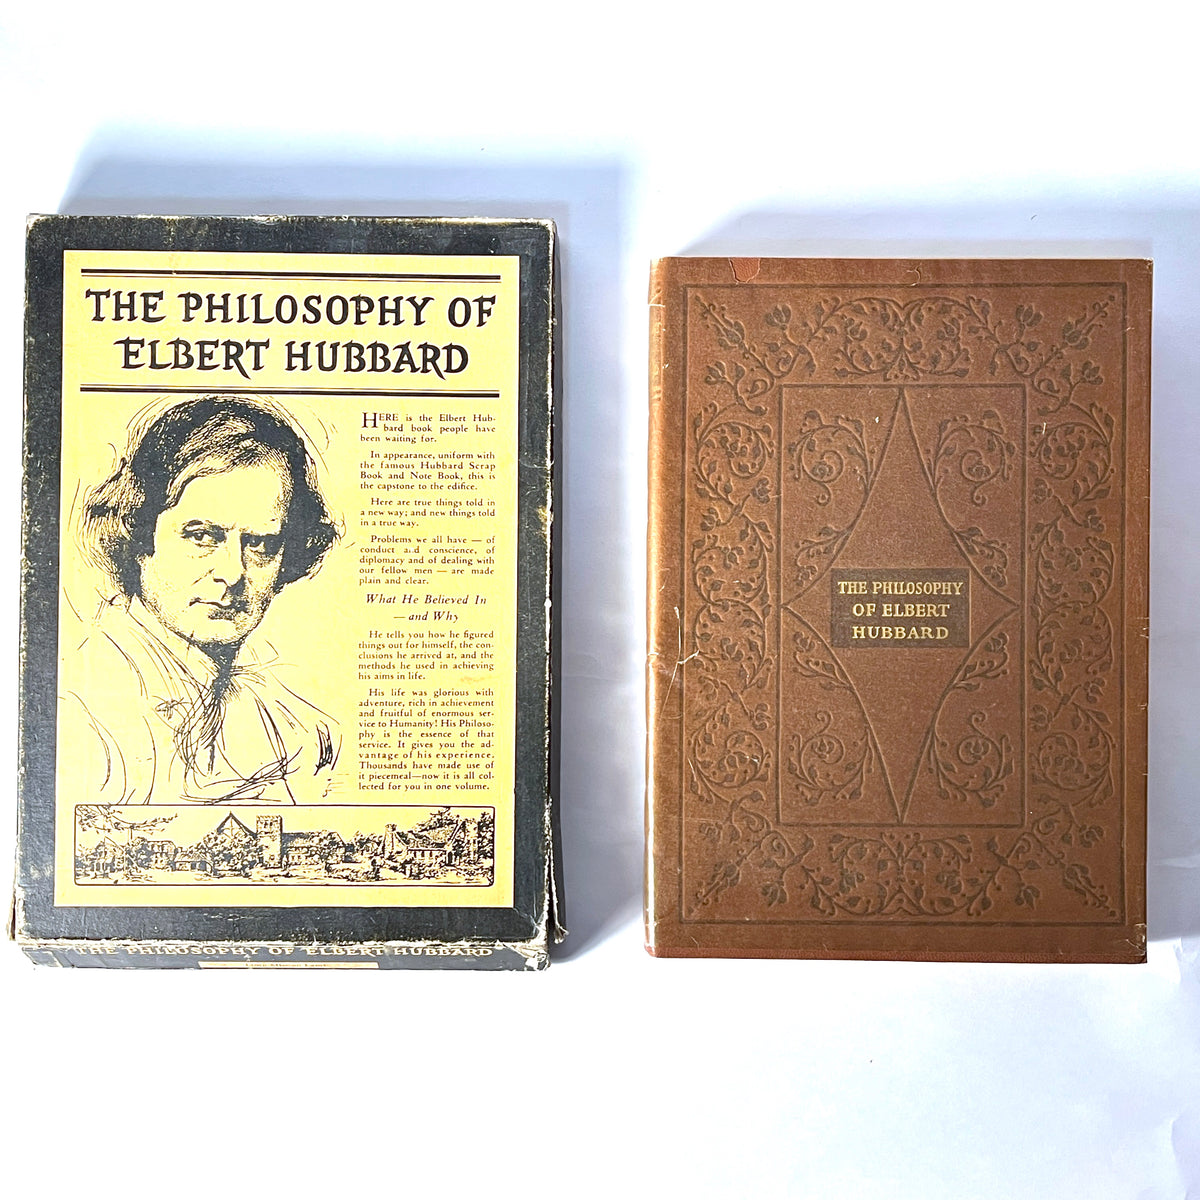 THE PHILOSOPHY OF
ELBERT HUBBARD
HERE is the Elbert Hub-
bard book people have
been waiting for.
In appearance, uniform with
the famous Hubbard Scrap
Book and Note Book, this is
the capstone to the edifice.
Here are true things told in
a new way; and new things told
in a true way.
Problems we all have — of
conduct and conscience, of
diplomacy and of dealing with
our fellow men — are made
plain and clear.
What He Believed In
—and Why
He tells you how he figured
things out for himself, the con-
clusions he arrived at, and the
methods he used in achieving
his aims in life.
His life was glorious with
adventure, rich in achievement
and fruitful of enormous ser-
vice to Humanity! His Philoso-
phy is the essence of that
service. It gives you the ad-
vantage of his experience.
Thousands have made use of
it piecemeal—now it is all col-
lected for you in one volume.
THE PHILOSOPHY OF ELBERT HUBBARD
THE PHILOSOPHY
OF ELBERT
HUBBARD